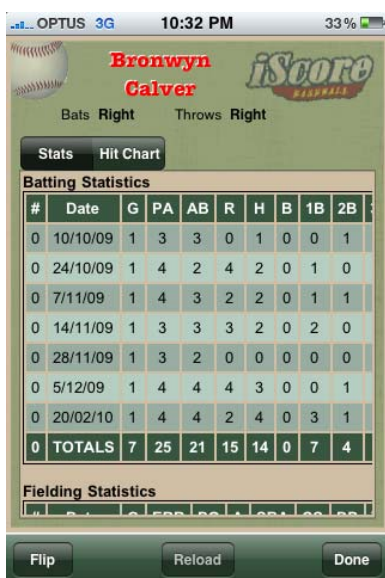 OPTUS 3G 10:32 PM 33%
Bronwyn
Calver
iScore
BASEBALL
Bats Right Throws Right
Stats Hit Chart
Batting Statistics
# Date G PA AB R H B 1B 2B
0 10/10/09 1 3 3 0 1 0 0 1
0 24/10/09 1 4 2 4 2 0 1 0
0 7/11/09 1 4 3 2 2 0 1 1
0 14/11/09 1 3 3 3 2 0 2 0
0 28/11/09 1 3 2 0 0 0 0 0
0 5/12/09 1 4 4 4 3 0 0 1
0 20/02/10 1 4 4 2 4 0 3 1
0 TOTALS 7 25 21 15 14 0 7 4
Fielding Statistics
Flip Reload Done